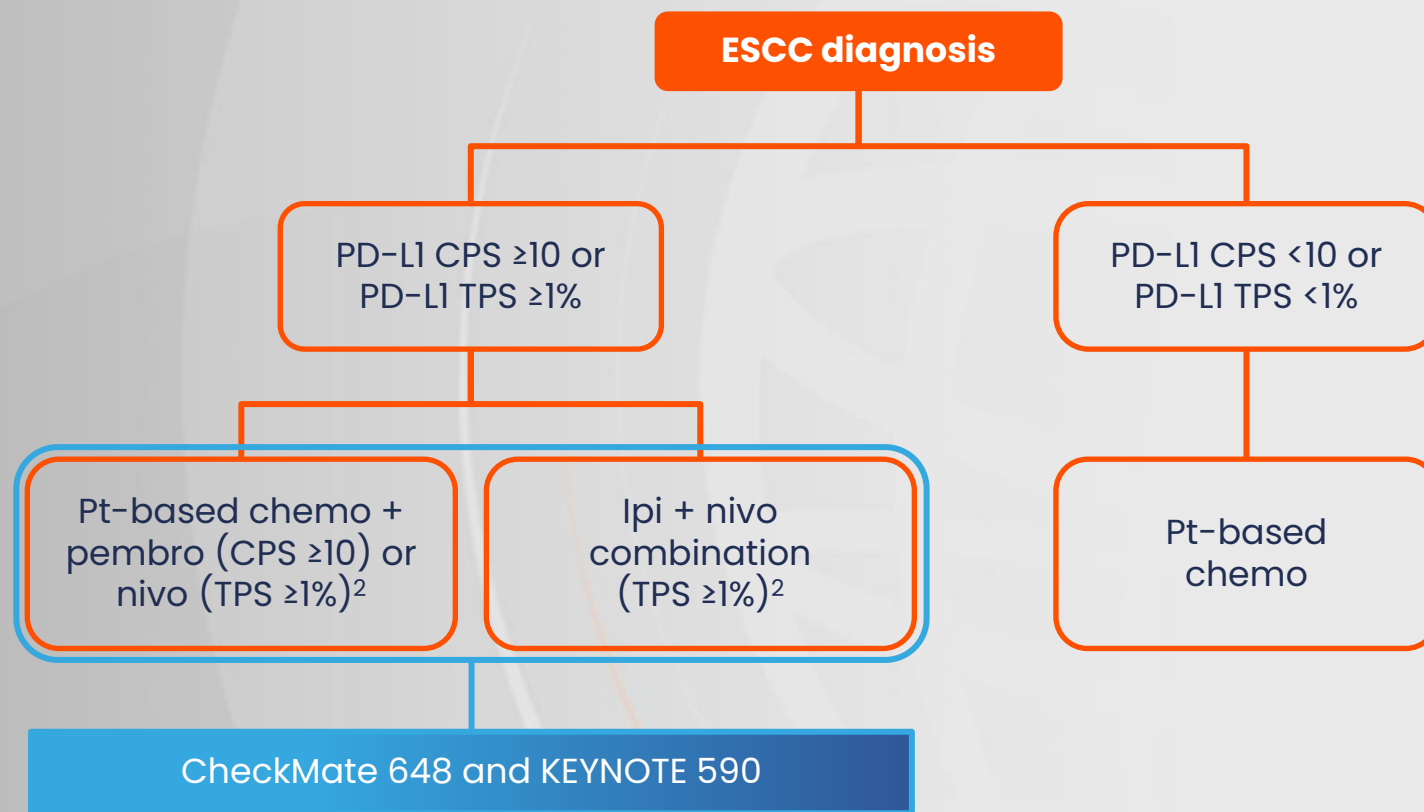 ESCC diagnosis
PD-L1 CPS ≥10 or
PD-L1 TPS ≥1%
PD-L1 CPS <10 or
PD-L1 TPS <1%
Pt-based chemo +
pembro (CPS ≥10) or
nivo (TPS ≥1%)²
Ipi + nivo
combination
(TPS ≥1%)²
Pt-based
chemo
CheckMate 648 and KEYNOTE 590